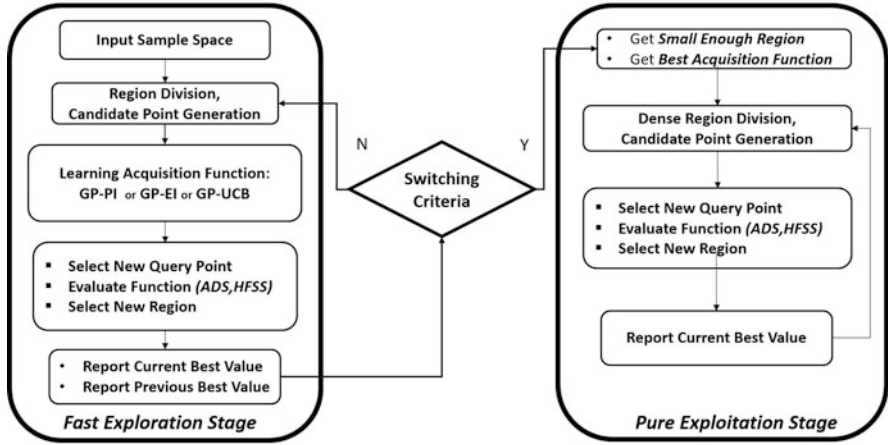 Input Sample Space
Region Division,
Candidate Point Generation
Learning Acquisition Function:
GP-PI or GP-EI or GP-UCB
▪ Select New Query Point
▪ Evaluate Function (ADS,HFSS)
▪ Select New Region
• Report Current Best Value
• Report Previous Best Value
Fast Exploration Stage
N
Y
Switching
Criteria
• Get Small Enough Region
• Get Best Acquisition Function
Dense Region Division,
Candidate Point Generation
▪ Select New Query Point
▪ Evaluate Function (ADS,HFSS)
▪ Select New Region
Report Current Best Value
Pure Exploitation Stage